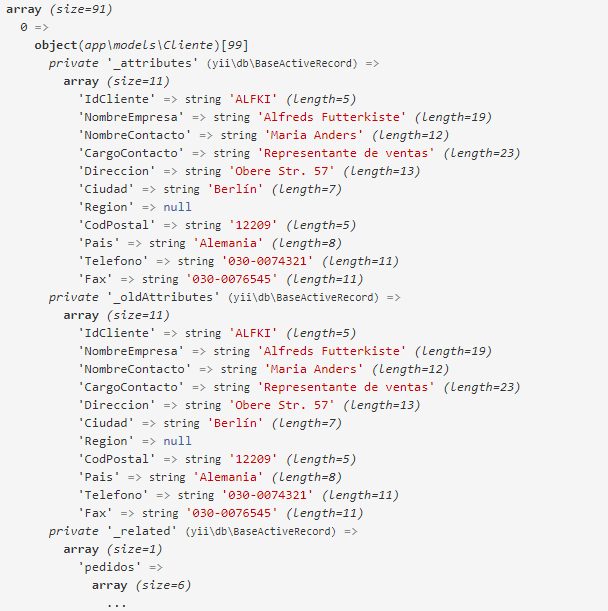 array (size=91)
0 =>
object(app\models\Cliente)[99]
private '_attributes' (yii\db\BaseActiveRecord) =>
array (size=11)
'IdCliente' => string 'ALFKI' (length=5)
'NombreEmpresa' => string 'Alfreds Futterkiste' (length=19)
'NombreContacto' => string 'Maria Anders' (length=12)
'CargoContacto' => string 'Representante de ventas' (length=23)
'Direccion' => string 'Obere Str. 57' (length=13)
'Ciudad' => string 'Berlín' (length=7)
'Region' => null
'CodPostal' => string '12209' (length=5)
'Pais' => string 'Alemania' (length=8)
'Telefono' => string '030-0074321' (length=11)
'Fax' => string '030-0076545' (length=11)
private '_oldAttributes' (yii\db\BaseActiveRecord) =>
array (size=11)
'IdCliente' => string 'ALFKI' (length=5)
'NombreEmpresa' => string 'Alfreds Futterkiste' (length=19)
'NombreContacto' => string 'Maria Anders' (length=12)
'CargoContacto' => string 'Representante de ventas' (length=23)
'Direccion' => string 'Obere Str. 57' (length=13)
'Ciudad' => string 'Berlín' (length=7)
'Region' => null
'CodPostal' => string '12209' (length=5)
'Pais' => string 'Alemania' (length=8)
'Telefono' => string '030-0074321' (length=11)
'Fax' => string '030-0076545' (length=11)
private '_related' (yii\db\BaseActiveRecord) =>
array (size=1)
'pedidos' =>
array (size=6)
...